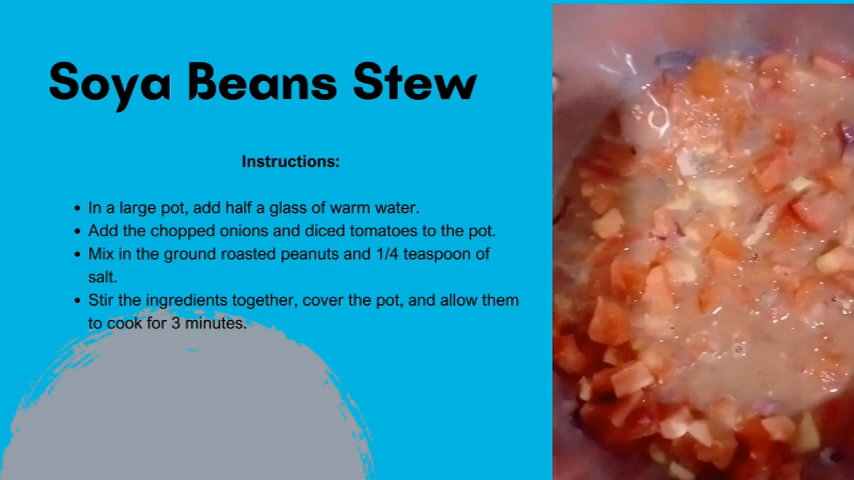 Soya Beans Stew
Instructions:
• In a large pot, add half a glass of warm water.
• Add the chopped onions and diced tomatoes to the pot.
• Mix in the ground roasted peanuts and 1/4 teaspoon of
salt.
• Stir the ingredients together, cover the pot, and allow them
to cook for 3 minutes.